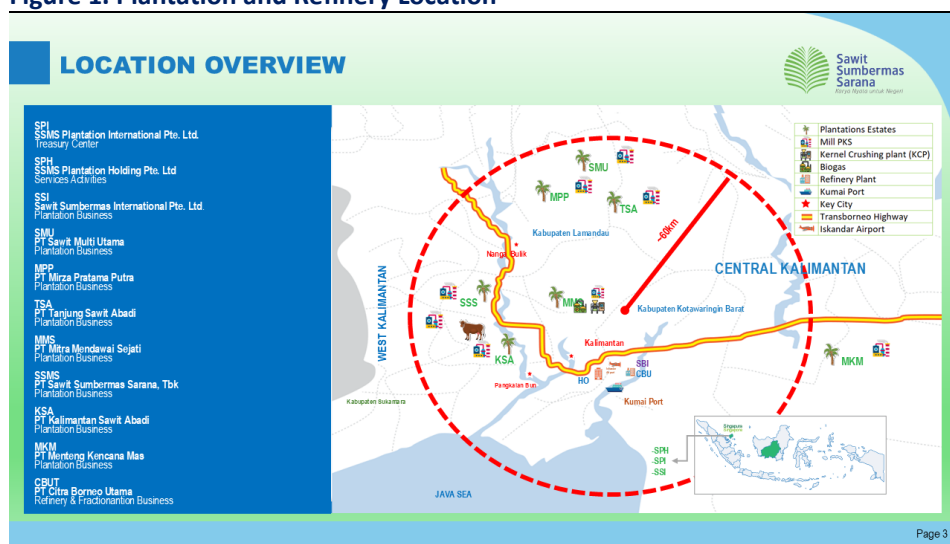 Figure 1. Plantation and Refinery Location
LOCATION OVERVIEW
Sawit
Sumbermas
Sarana
Karya Nyata untuk Negeri
SPI
SSMS Plantation International Pte. Ltd.
Treasury Center
SPH
SSMS Plantation Holding Pte. Ltd
Services Activities
SSI
Sawit Sumbermas International Pte. Ltd.
Plantation Business
SMU
PT Sawit Multi Utama
Plantation Business
MPP
PT Mirza Pratama Putra
Plantation Business
TSA
PT Tanjung Sawit Abadi
Plantation Business
MMS
PT Mitra Mendawai Sejati
Plantation Business
SSMS
PT Sawit Sumbermas Sarana, Tbk
Plantation Business
KSA
PT Kalimantan Sawit Abadi
Plantation Business
MKM
PT Menteng Kencana Mas
Plantation Business
CBUT
PT Citra Borneo Utama
Refinery & Fractionantion Business
Plantations Estates
Mill PKS
Kernel Crushing plant (KCP)
Biogas
Refinery Plant
Kumai Port
Key City
Transborneo Highway
Iskandar Airport
SMU
MPP
TSA
Kabupaten Lamandau
~60km
Nanga Bulik
CENTRAL KALIMANTAN
WEST KALIMANTAN
SSS
Kabupaten Kotawaringin Barat
Kalimantan
KSA
MKM
HO
SBI
CBU
Pangkalan Bun
Kumai Port
Kabupaten Sukamara
Singapura
-SPH
-SPI
-SSI
JAVA SEA
Page 3